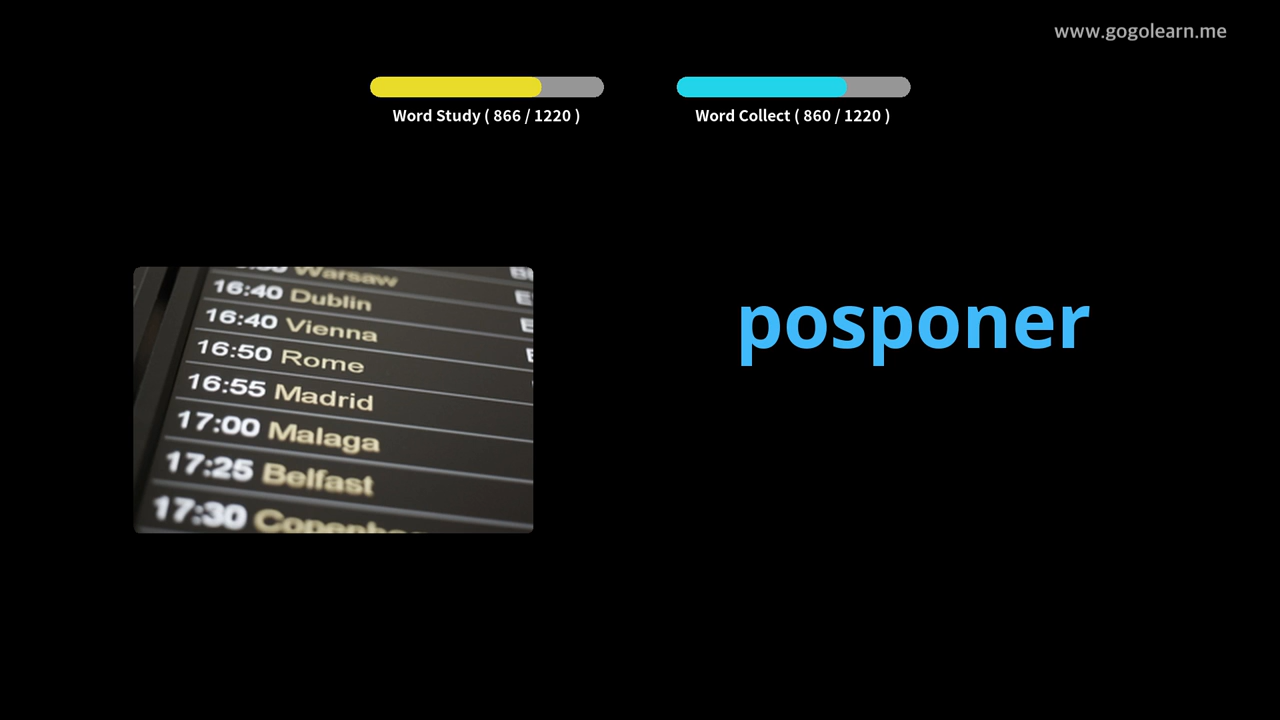 www.gogolearn.me
Word Study ( 866 / 1220 )
Word Collect ( 860 / 1220 )
Warsaw
16:40 Dublin
16:40 Vienna
16:50 Rome
16:55 Madrid
17:00 Malaga
17:25 Belfast
17:30
posponer